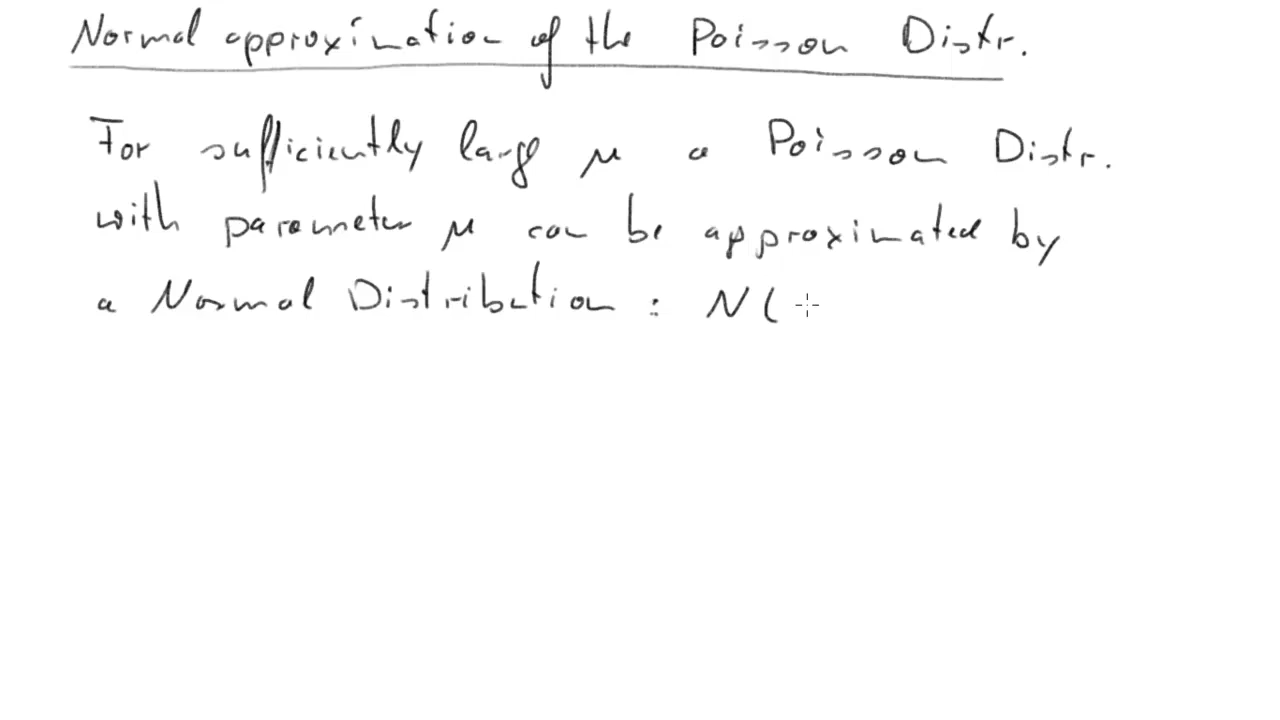 Normal approximation of the Poisson Distr.
For sufficiently large μ a Poisson Distr.
with parameter μ can be approximated by
a Normal Distribution : N (